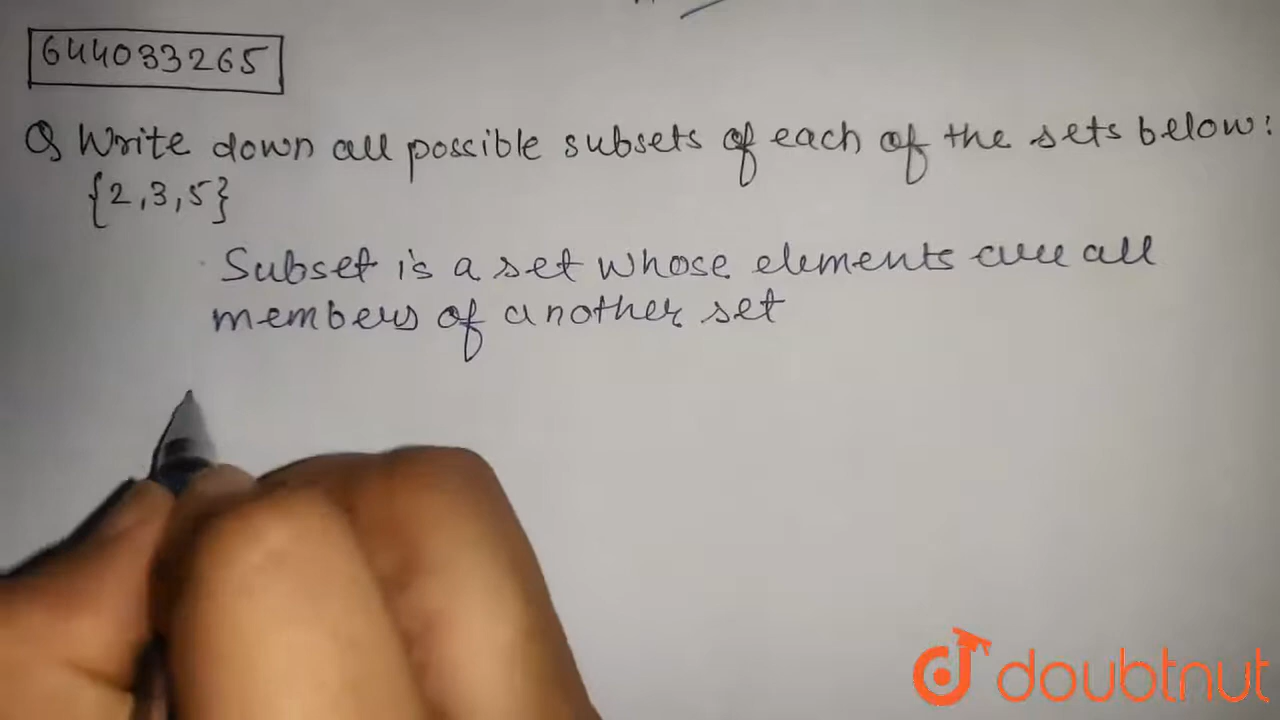 644033265
Q Write down all possible subsets of each of the sets below:
{2,3,5}
Subset is a set whose elements are all
members of another set
doubtnut